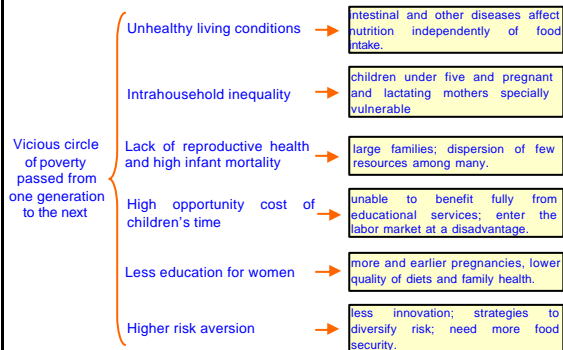 Vicious circle
of poverty
passed from
one generation
to the next
Unhealthy living conditions
intestinal and other diseases affect
nutrition independently of food
intake.
Intrahousehold inequality
children under five and pregnant
and lactating mothers specially
vulnerable
Lack of reproductive health
and high infant mortality
large families; dispersion of few
resources among many.
High opportunity cost of
children's time
unable to benefit fully from
educational services; enter the
labor market at a disadvantage.
Less education for women
more and earlier pregnancies, lower
quality of diets and family health.
Higher risk aversion
less innovation; strategies to
diversify risk; need more food
security.